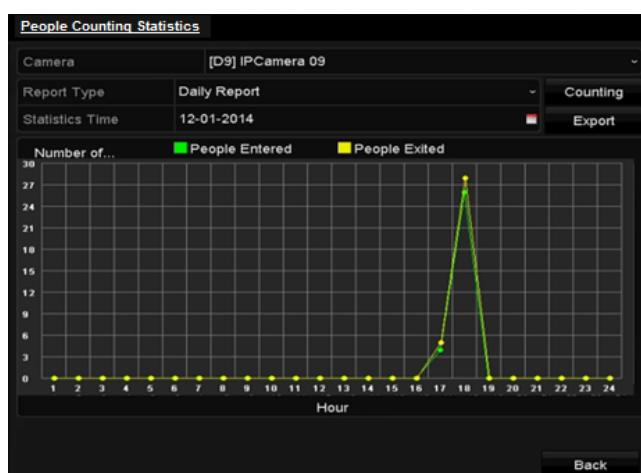 People Counting Statistics
Camera [D9] IPCamera 09
Report Type Daily Report Counting
Statistics Time 12-01-2014 Export
Number of... People Entered People Exited
30
27
24
21
18
15
12
9
6
3
0
1 2 3 4 5 6 7 8 9 10 11 12 13 14 15 16 17 18 19 20 21 22 23 24
Hour
Back